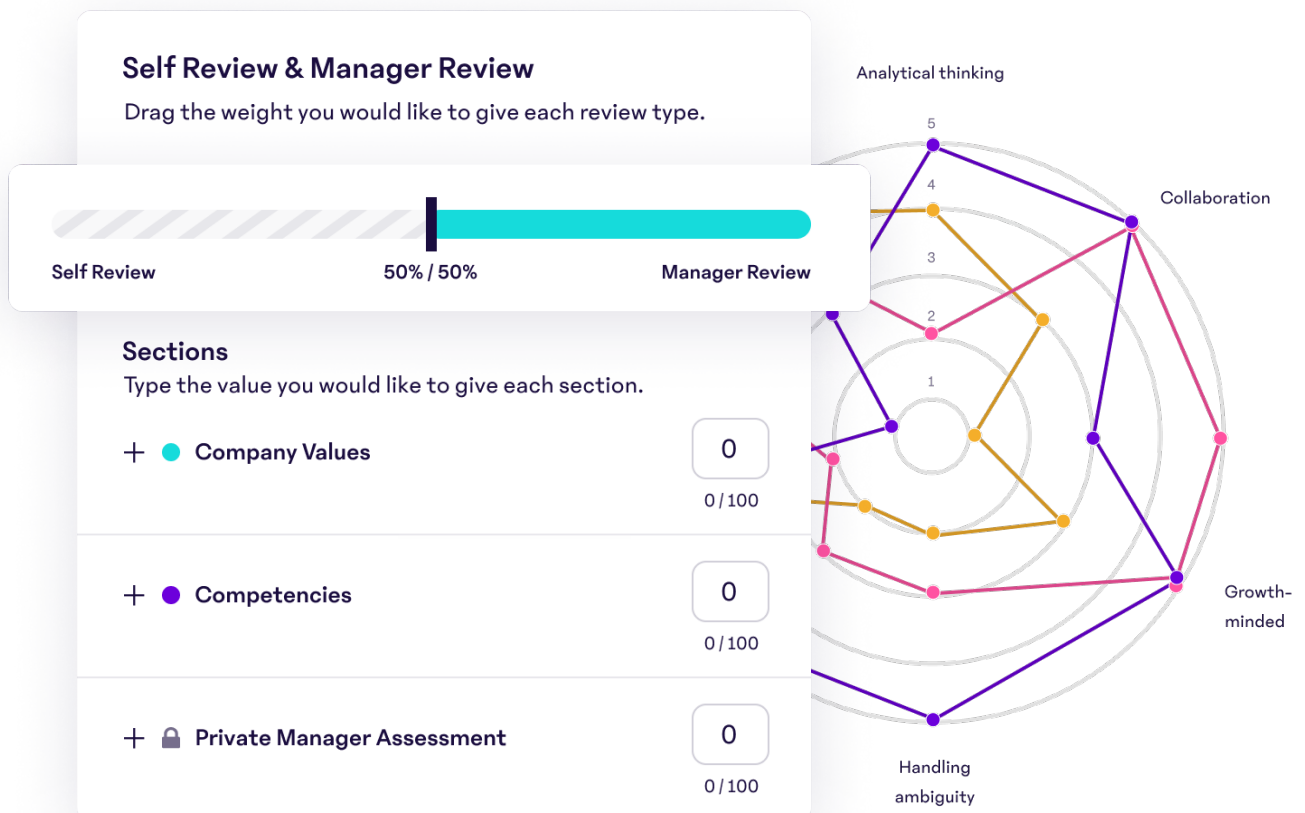 Self Review & Manager Review
Drag the weight you would like to give each review type.
Self Review
50% / 50%
Manager Review
Sections
Type the value you would like to give each section.
Company Values
0
0 / 100
Competencies
0
0 / 100
Private Manager Assessment
0
0 / 100
Analytical thinking
5
4
3
2
1
Collaboration
Growth-
minded
Handling
ambiguity